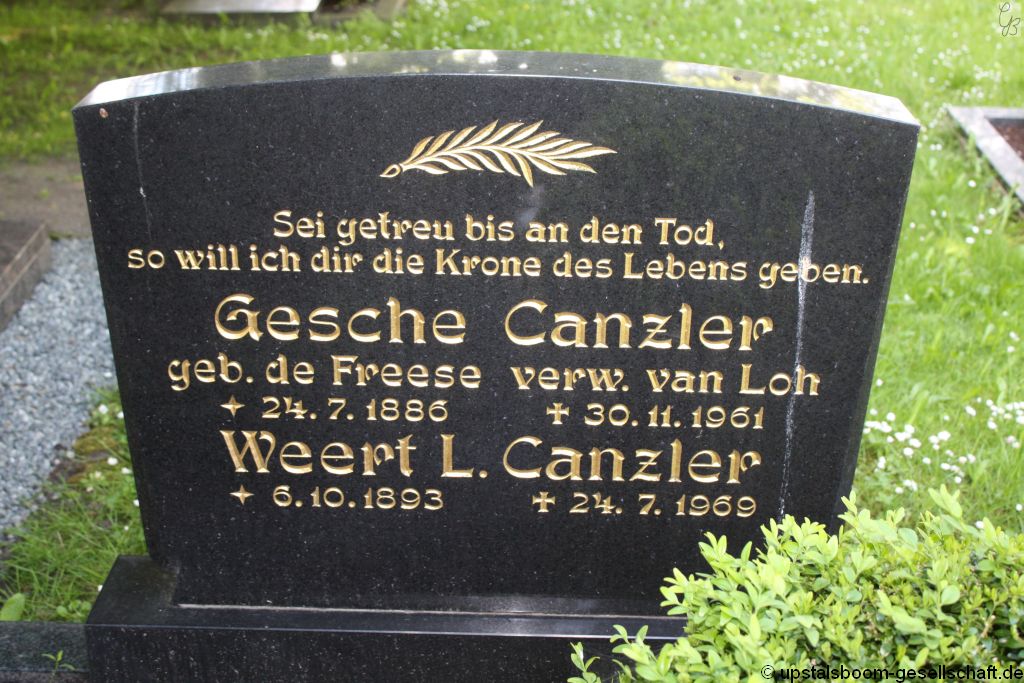 Sei getreu bis an den Tod,
so will ich dir die Krone des Lebens geben.
Gesche Canzler
geb. de Freese verw. van Loh
✦ 24. 7. 1886 ✠ 30. 11. 1961
Weert L. Canzler
✦ 6. 10. 1893 ✠ 24. 7. 1969
© upstalsboom-gesellschaft.de